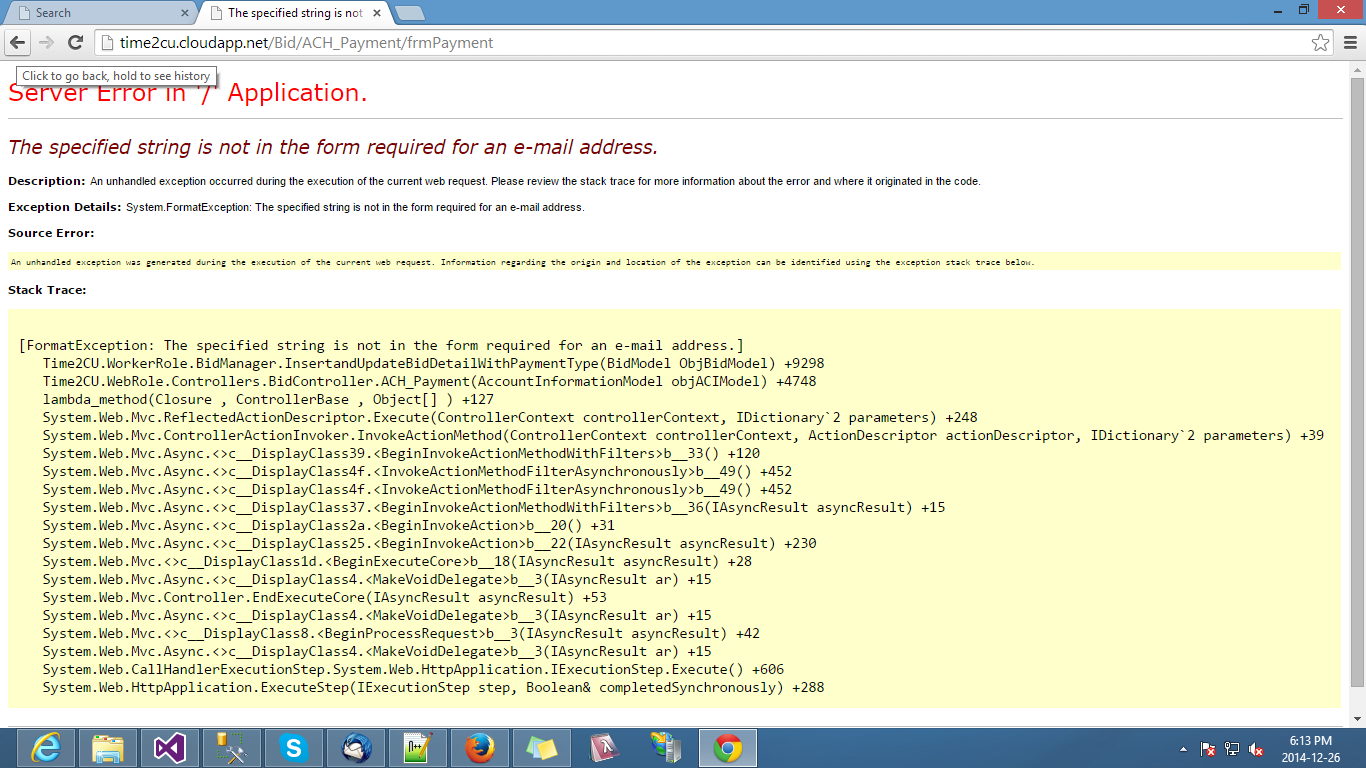 Search
The specified string is not
time2cu.cloudapp.net/Bid/ACH_Payment/frmPayment
Click to go back, hold to see history
Server Error in '/' Application.
The specified string is not in the form required for an e-mail address.
Description: An unhandled exception occurred during the execution of the current web request. Please review the stack trace for more information about the error and where it originated in the code.
Exception Details: System.FormatException: The specified string is not in the form required for an e-mail address.
Source Error:
An unhandled exception was generated during the execution of the current web request. Information regarding the origin and location of the exception can be identified using the exception stack trace below.
Stack Trace:
[FormatException: The specified string is not in the form required for an e-mail address.]
Time2CU.WorkerRole.BidManager.InsertandUpdateBidDetailWithPaymentType(BidModel ObjBidModel) +9298
Time2CU.WebRole.Controllers.BidController.ACH_Payment(AccountInformationModel objACIModel) +4748
lambda_method(Closure , ControllerBase , Object[] ) +127
System.Web.Mvc.ReflectedActionDescriptor.Execute(ControllerContext controllerContext, IDictionary`2 parameters) +248
System.Web.Mvc.ControllerActionInvoker.InvokeActionMethod(ControllerContext controllerContext, ActionDescriptor actionDescriptor, IDictionary`2 parameters) +39
System.Web.Mvc.Async.<>c__DisplayClass39.<BeginInvokeActionMethodWithFilters>b__33() +120
System.Web.Mvc.Async.<>c__DisplayClass4f.<InvokeActionMethodFilterAsynchronously>b__49() +452
System.Web.Mvc.Async.<>c__DisplayClass4f.<InvokeActionMethodFilterAsynchronously>b__49() +452
System.Web.Mvc.Async.<>c__DisplayClass37.<BeginInvokeActionMethodWithFilters>b__36(IAsyncResult asyncResult) +15
System.Web.Mvc.Async.<>c__DisplayClass2a.<BeginInvokeAction>b__20() +31
System.Web.Mvc.Async.<>c__DisplayClass25.<BeginInvokeAction>b__22(IAsyncResult asyncResult) +230
System.Web.Mvc.<>c__DisplayClass1d.<BeginExecuteCore>b__18(IAsyncResult asyncResult) +28
System.Web.Mvc.Async.<>c__DisplayClass4.<MakeVoidDelegate>b__3(IAsyncResult ar) +15
System.Web.Mvc.Controller.EndExecuteCore(IAsyncResult asyncResult) +53
System.Web.Mvc.Async.<>c__DisplayClass4.<MakeVoidDelegate>b__3(IAsyncResult ar) +15
System.Web.Mvc.<>c__DisplayClass8.<BeginProcessRequest>b__3(IAsyncResult asyncResult) +42
System.Web.Mvc.Async.<>c__DisplayClass4.<MakeVoidDelegate>b__3(IAsyncResult ar) +15
System.Web.CallHandlerExecutionStep.System.Web.HttpApplication.IExecutionStep.Execute() +606
System.Web.HttpApplication.ExecuteStep(IExecutionStep step, Boolean& completedSynchronously) +288
6:13 PM
2014-12-26